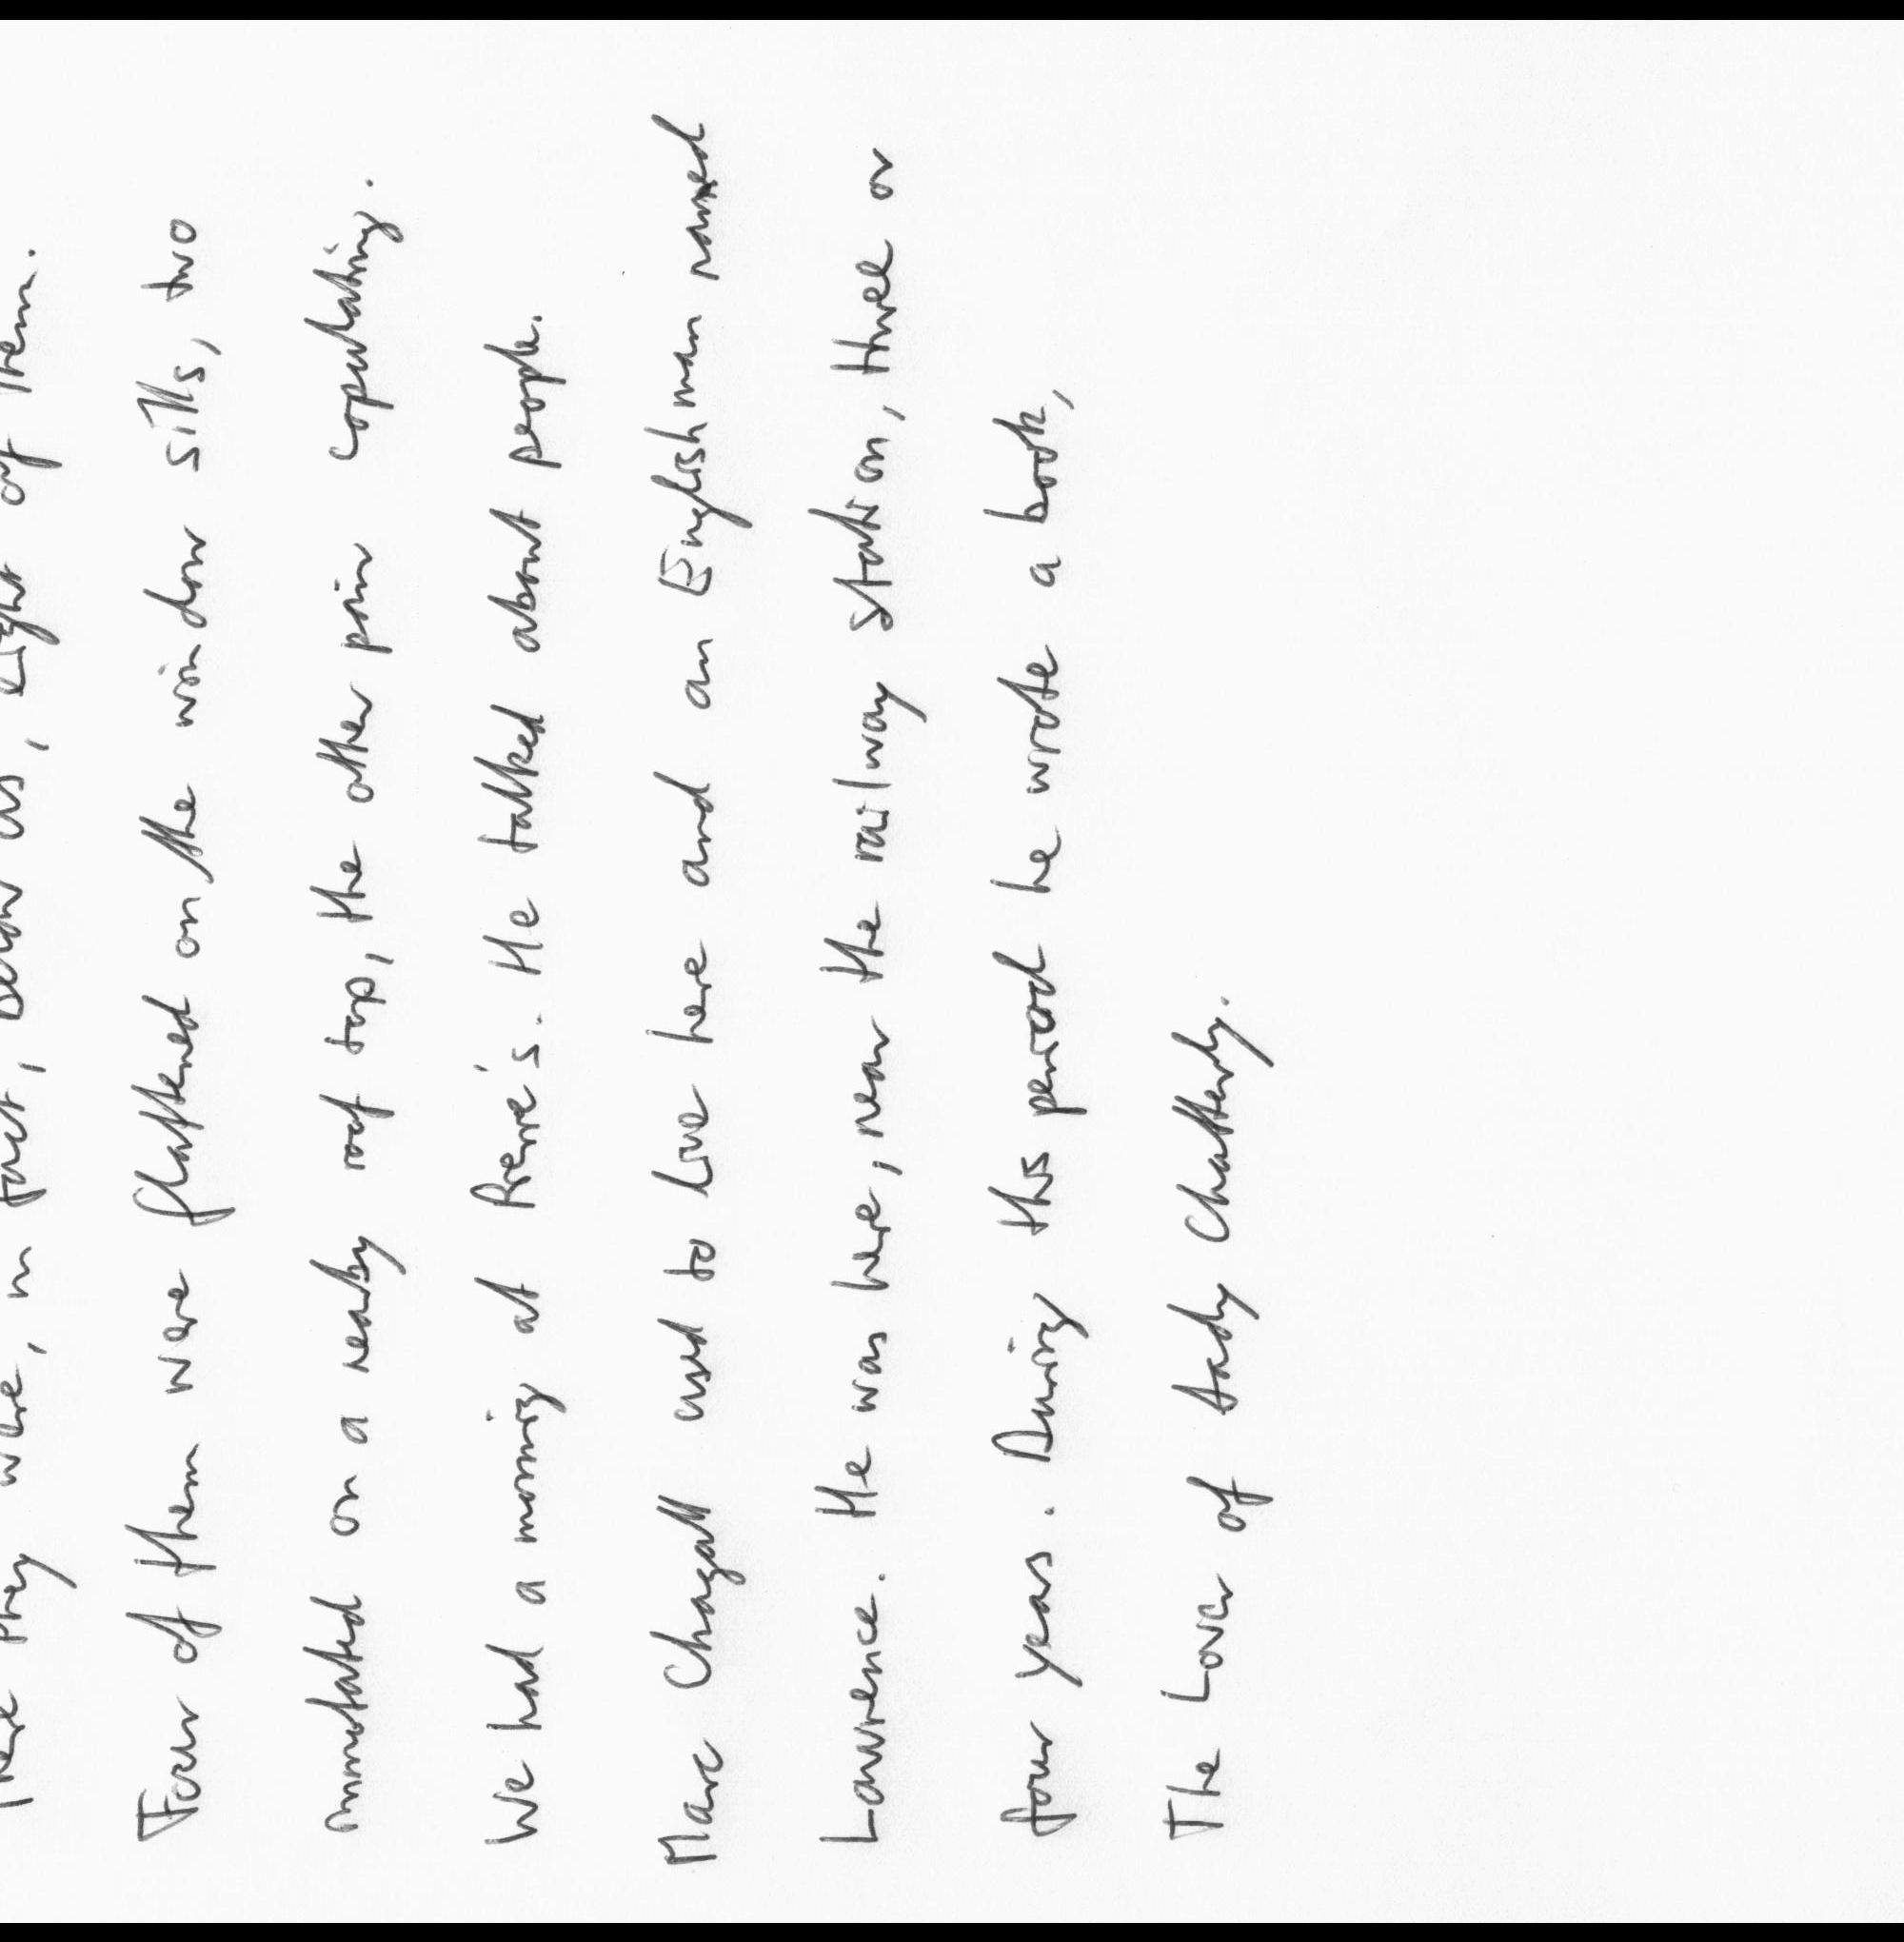 There they were, in fact, below us, eight of them.
Four of them were flattened on the window sills, two
on a nearby roof top, the other pair copulating.
We had a morning at Pierre's. He talked about people.
Marc Chagall used to live here and an Englishman named
Lawrence. He was here, near the railway station, three or
four years. During this period he wrote a book,
The Lover of Lady Chatterly.